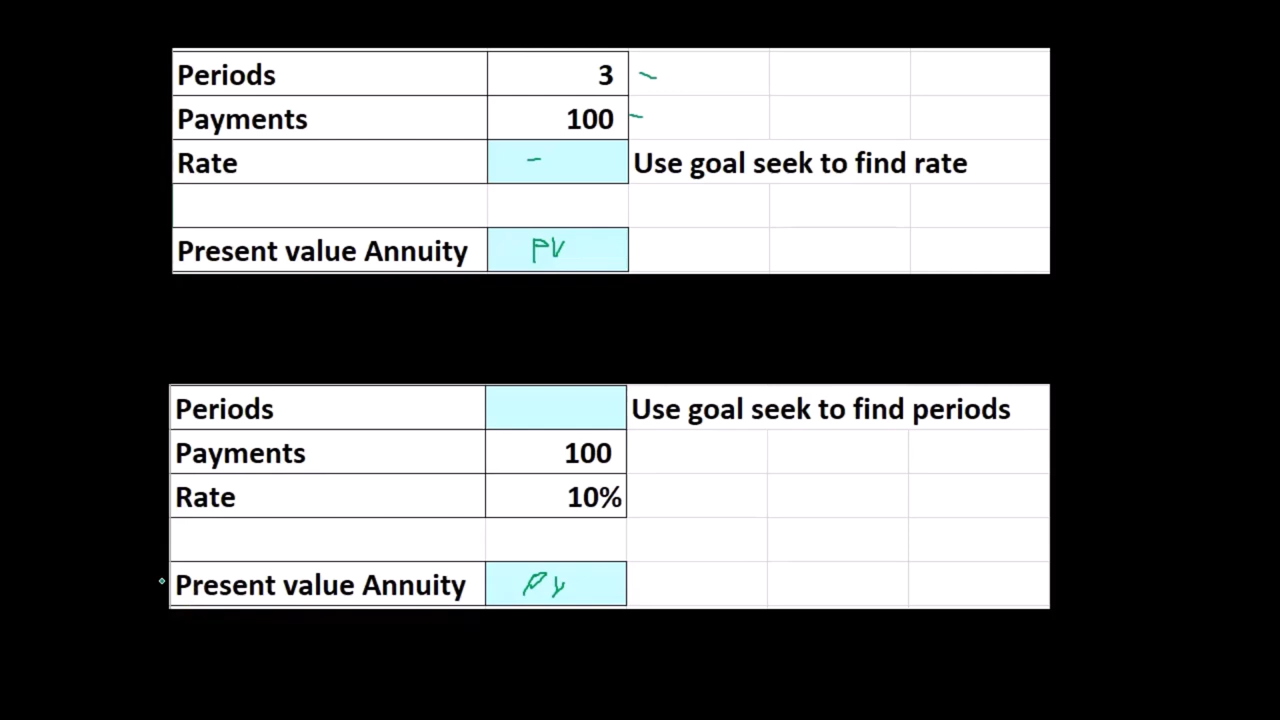 Periods 3
Payments 100
Rate Use goal seek to find rate
Present value Annuity PV
Periods Use goal seek to find periods
Payments 100
Rate 10%
Present value Annuity